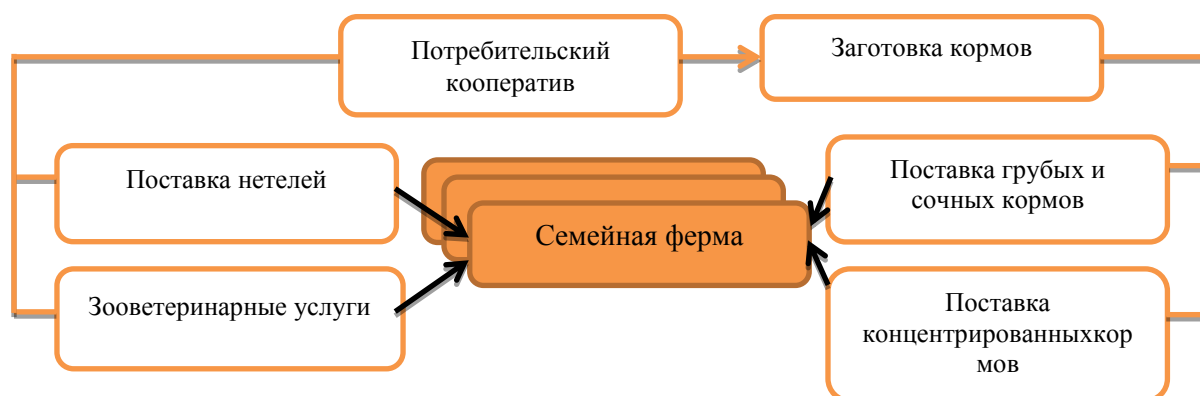 Потребительский
кооператив
Заготовка кормов
Поставка нетелей
Поставка грубых и
сочных кормов
Семейная ферма
Зооветеринарные услуги
Поставка
концентрированныхкор
мов